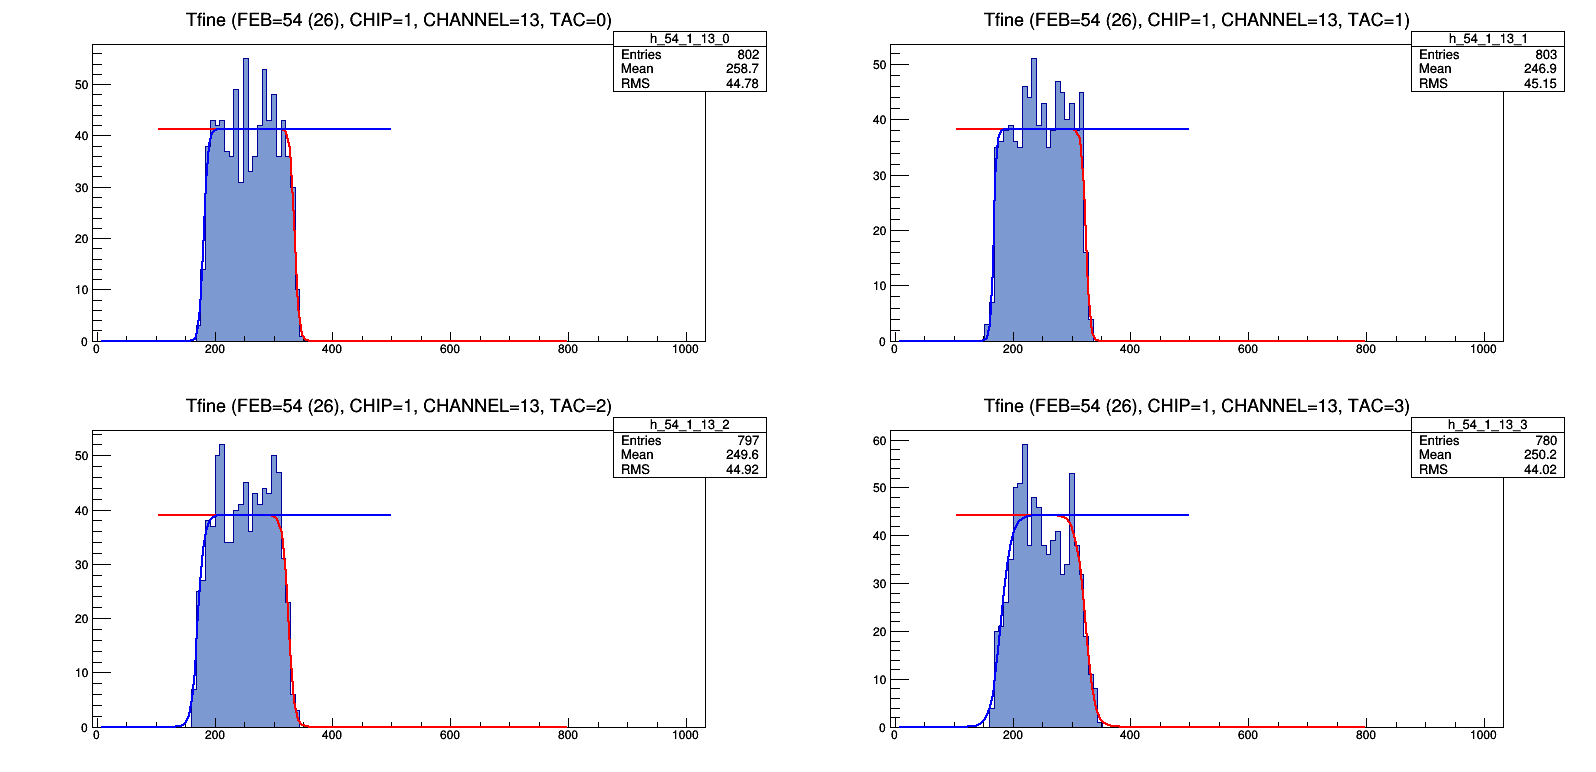 Tfine (FEB=54 (26), CHIP=1, CHANNEL=13, TAC=0)
h_54_1_13_0
Entries 802
Mean 258.7
RMS 44.78
50
40
30
20
10
0
0 200 400 600 800 1000
Tfine (FEB=54 (26), CHIP=1, CHANNEL=13, TAC=1)
h_54_1_13_1
Entries 803
Mean 246.9
RMS 45.15
50
40
30
20
10
0
0 200 400 600 800 1000
Tfine (FEB=54 (26), CHIP=1, CHANNEL=13, TAC=2)
h_54_1_13_2
Entries 797
Mean 249.6
RMS 44.92
50
40
30
20
10
0
0 200 400 600 800 1000
Tfine (FEB=54 (26), CHIP=1, CHANNEL=13, TAC=3)
h_54_1_13_3
Entries 780
Mean 250.2
RMS 44.02
60
50
40
30
20
10
0
0 200 400 600 800 1000